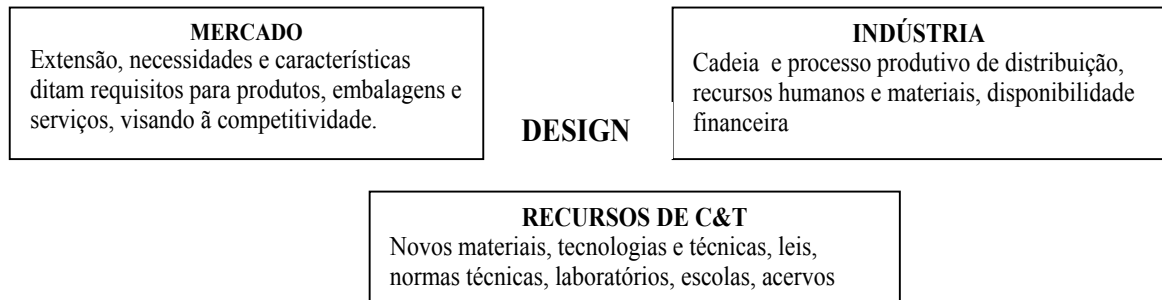 MERCADO
Extensão, necessidades e características
ditam requisitos para produtos, embalagens e
serviços, visando ã competitividade.
DESIGN
INDÚSTRIA
Cadeia e processo produtivo de distribuição,
recursos humanos e materiais, disponibilidade
financeira
RECURSOS DE C&T
Novos materiais, tecnologias e técnicas, leis,
normas técnicas, laboratórios, escolas, acervos